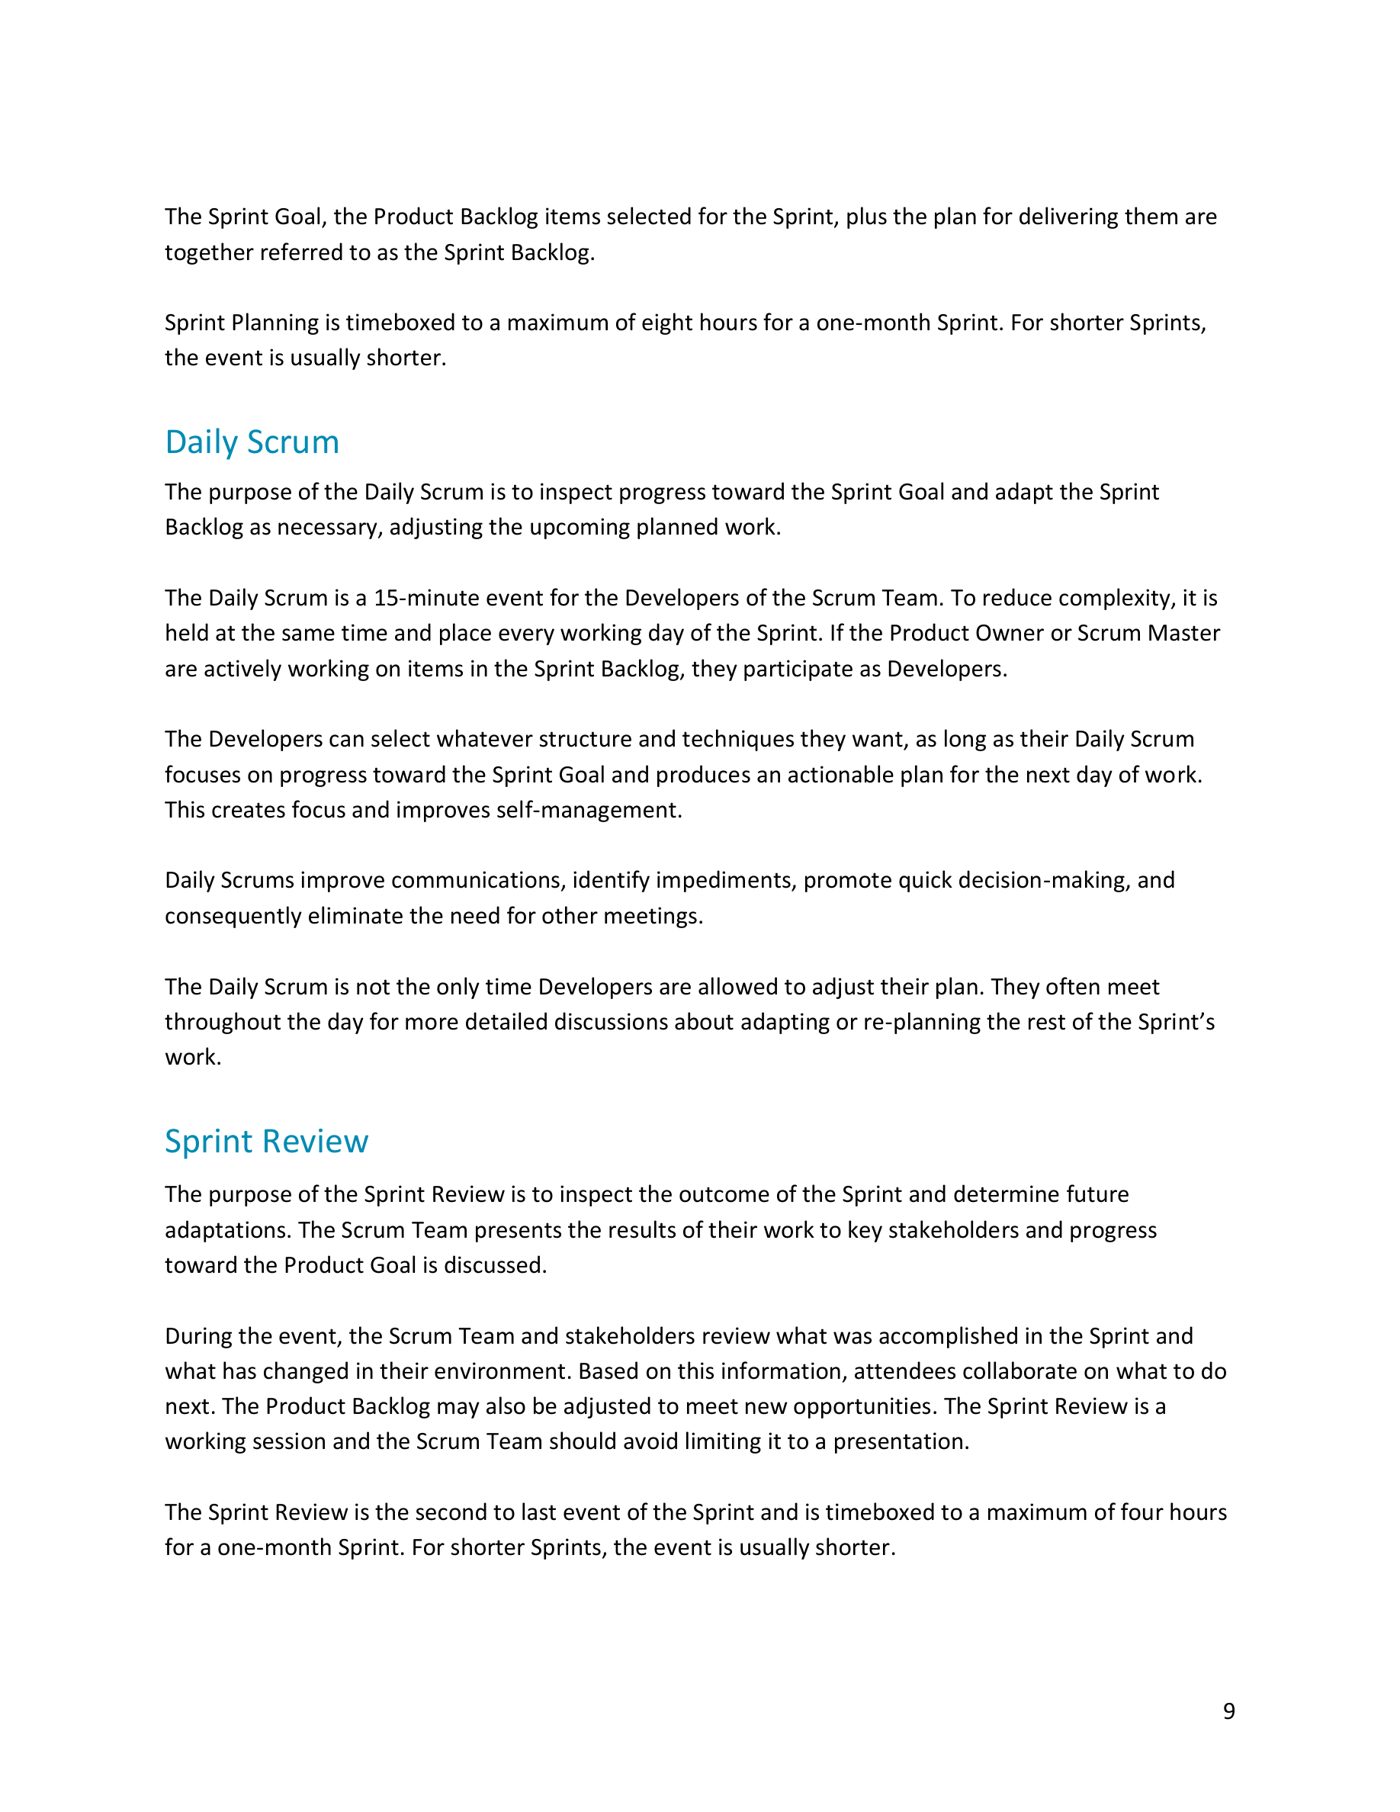 The Sprint Goal, the Product Backlog items selected for the Sprint, plus the plan for delivering them are
together referred to as the Sprint Backlog.
Sprint Planning is timeboxed to a maximum of eight hours for a one-month Sprint. For shorter Sprints,
the event is usually shorter.
Daily Scrum
The purpose of the Daily Scrum is to inspect progress toward the Sprint Goal and adapt the Sprint
Backlog as necessary, adjusting the upcoming planned work.
The Daily Scrum is a 15-minute event for the Developers of the Scrum Team. To reduce complexity, it is
held at the same time and place every working day of the Sprint. If the Product Owner or Scrum Master
are actively working on items in the Sprint Backlog, they participate as Developers.
The Developers can select whatever structure and techniques they want, as long as their Daily Scrum
focuses on progress toward the Sprint Goal and produces an actionable plan for the next day of work.
This creates focus and improves self-management.
Daily Scrums improve communications, identify impediments, promote quick decision-making, and
consequently eliminate the need for other meetings.
The Daily Scrum is not the only time Developers are allowed to adjust their plan. They often meet
throughout the day for more detailed discussions about adapting or re-planning the rest of the Sprint’s
work.
Sprint Review
The purpose of the Sprint Review is to inspect the outcome of the Sprint and determine future
adaptations. The Scrum Team presents the results of their work to key stakeholders and progress
toward the Product Goal is discussed.
During the event, the Scrum Team and stakeholders review what was accomplished in the Sprint and
what has changed in their environment. Based on this information, attendees collaborate on what to do
next. The Product Backlog may also be adjusted to meet new opportunities. The Sprint Review is a
working session and the Scrum Team should avoid limiting it to a presentation.
The Sprint Review is the second to last event of the Sprint and is timeboxed to a maximum of four hours
for a one-month Sprint. For shorter Sprints, the event is usually shorter.
9